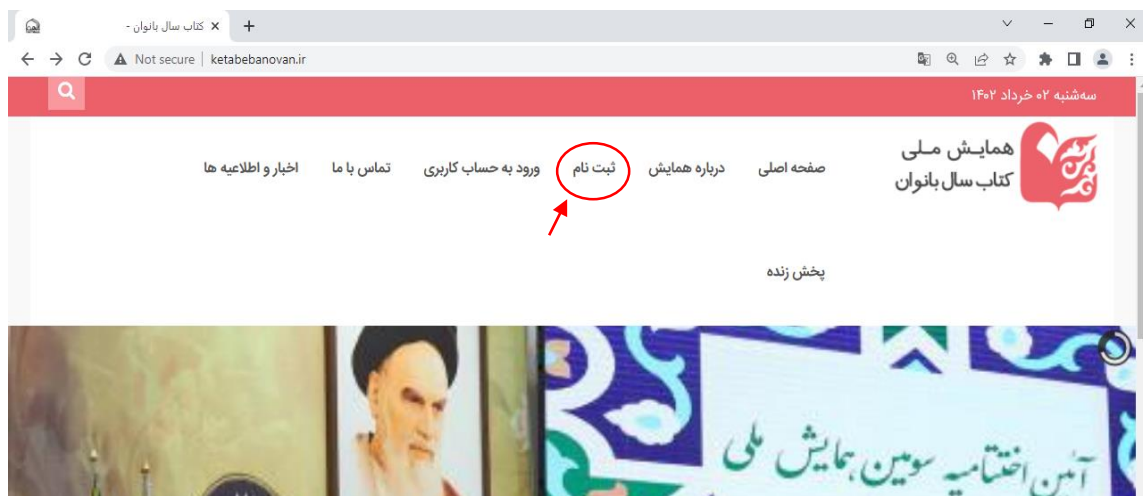 کتاب سال بانوان -
Not secure
ketabebanovan.ir
سه‌شنبه ۰۲ خرداد ۱۴۰۲
همایـش مـلی
کتاب سال بانوان
صفحه اصلی درباره همایش ثبت نام ورود به حساب کاربری تماس با ما اخبار و اطلاعیه ها
پخش زنده
آئین اختتامیه سومین همایش ملی